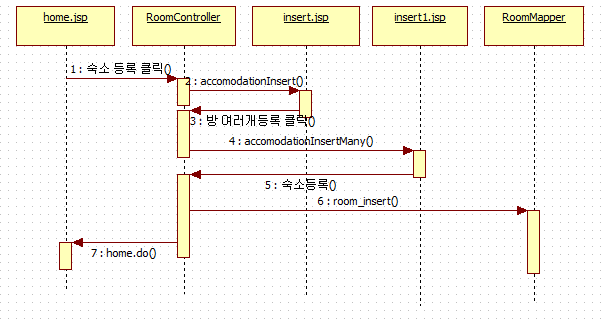 home.jsp
RoomController
insert.jsp
insert1.jsp
RoomMapper
1 : 숙소 등록 클릭()
2 : accomodationInsert()
3 : 방 여러개등록 클릭()
4 : accomodationInsertMany()
5 : 숙소등록()
6 : room_insert()
7 : home.do()